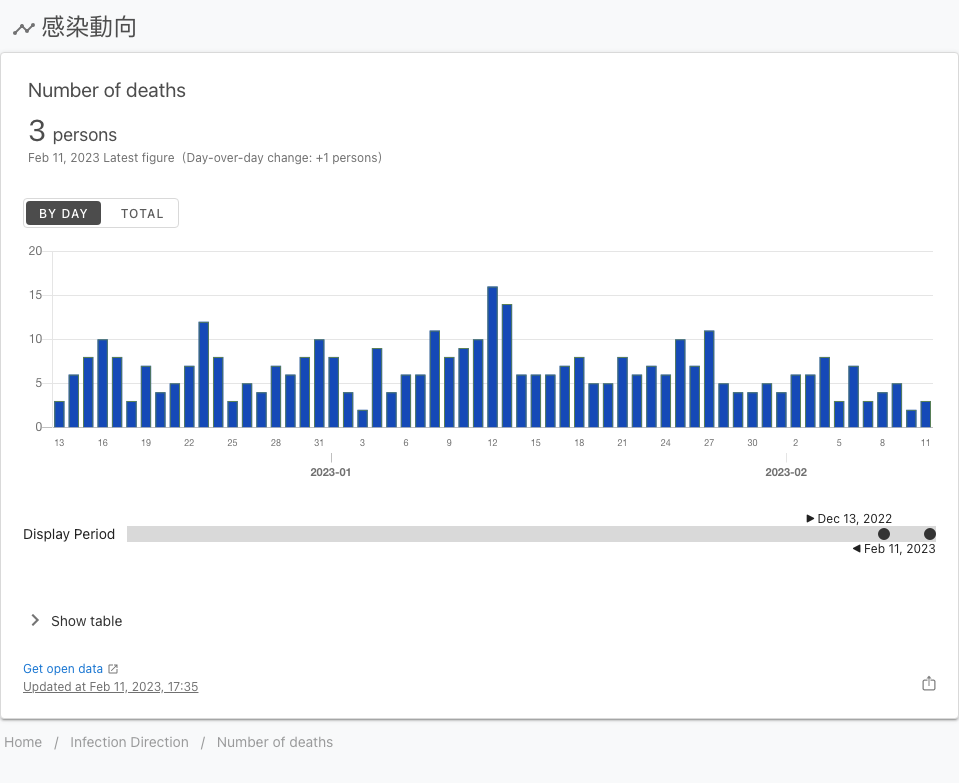 感染動向
Number of deaths
3 persons
Feb 11, 2023 Latest figure (Day-over-day change: +1 persons)
BY DAY TOTAL
20
15
10
5
0
13 16 19 22 25 28 31 3 6 9 12 15 18 21 24 27 30 2 5 8 11
2023-01 2023-02
Dec 13, 2022
Display Period
Feb 11, 2023
Show table
Get open data
Updated at Feb 11, 2023, 17:35
Home / Infection Direction / Number of deaths